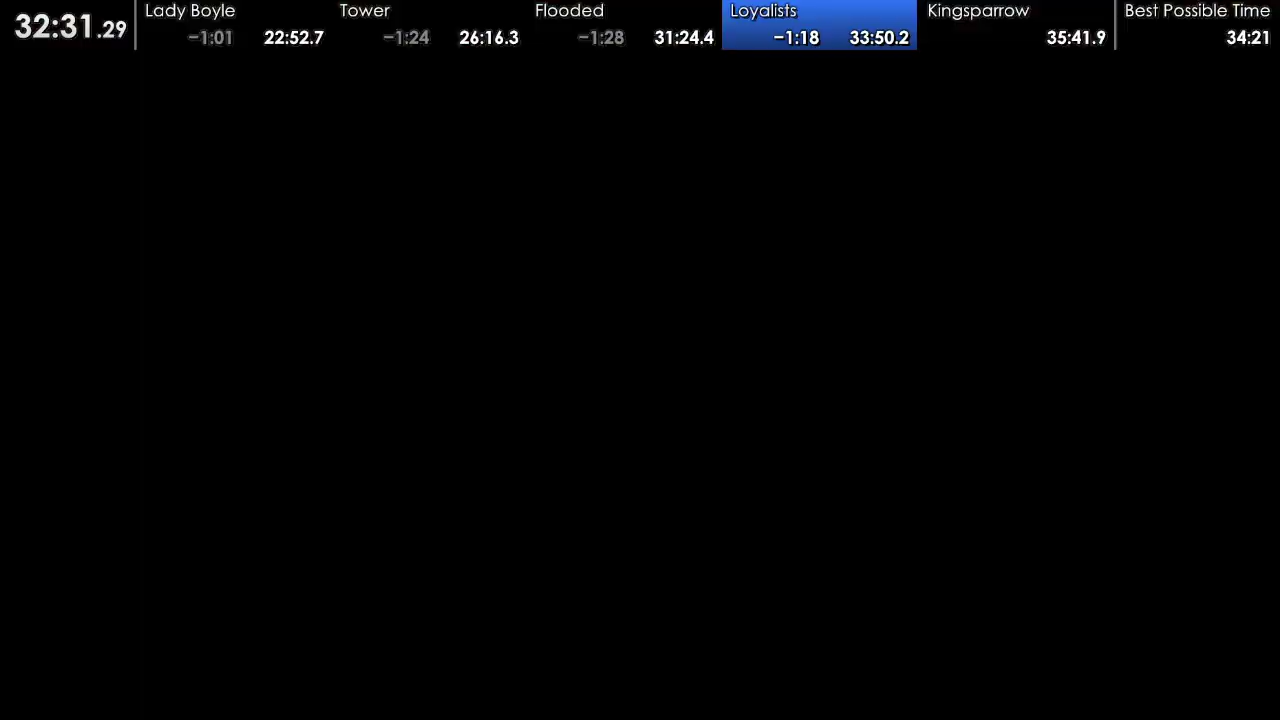 32:31.29
Lady Boyle
−1:01 22:52.7
Tower
−1:24 26:16.3
Flooded
−1:28 31:24.4
Loyalists
−1:18 33:50.2
Kingsparrow
35:41.9
Best Possible Time
34:21